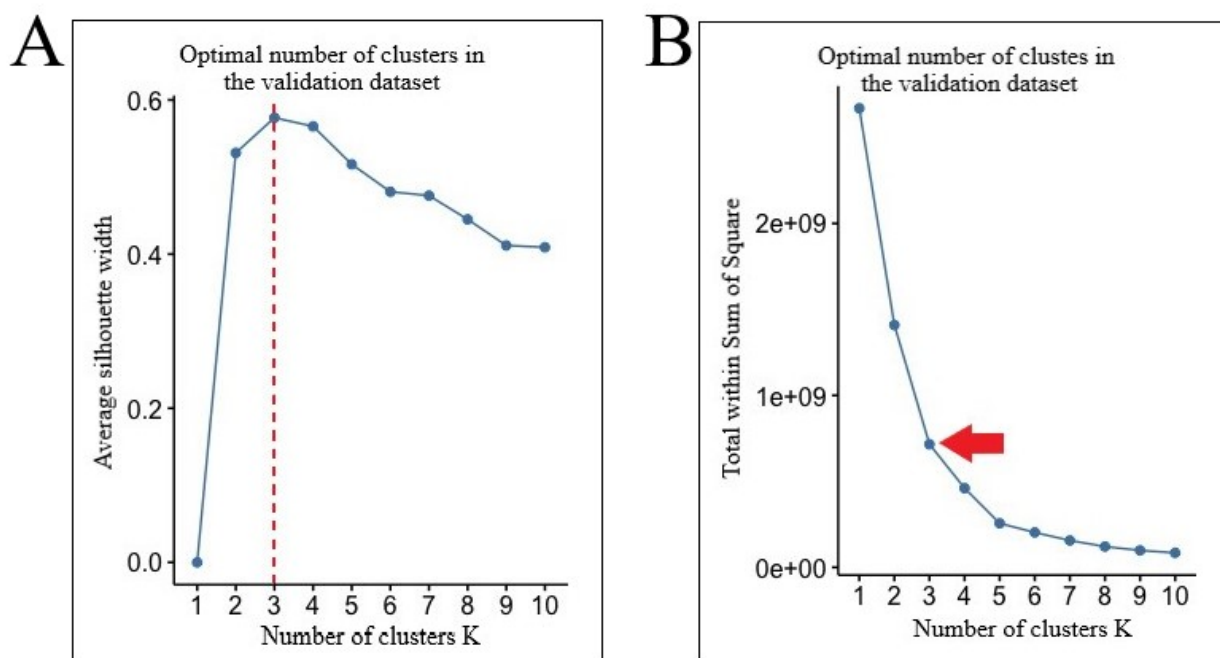 A
Optimal number of clusters in
the validation dataset
0.6
0.4
0.2
0.0
Average silhouette width
1 2 3 4 5 6 7 8 9 10
Number of clusters K
B
Optimal number of clustes in
the validation dataset
2e+09
1e+09
0e+00
Total within Sum of Square
1 2 3 4 5 6 7 8 9 10
Number of clusters K